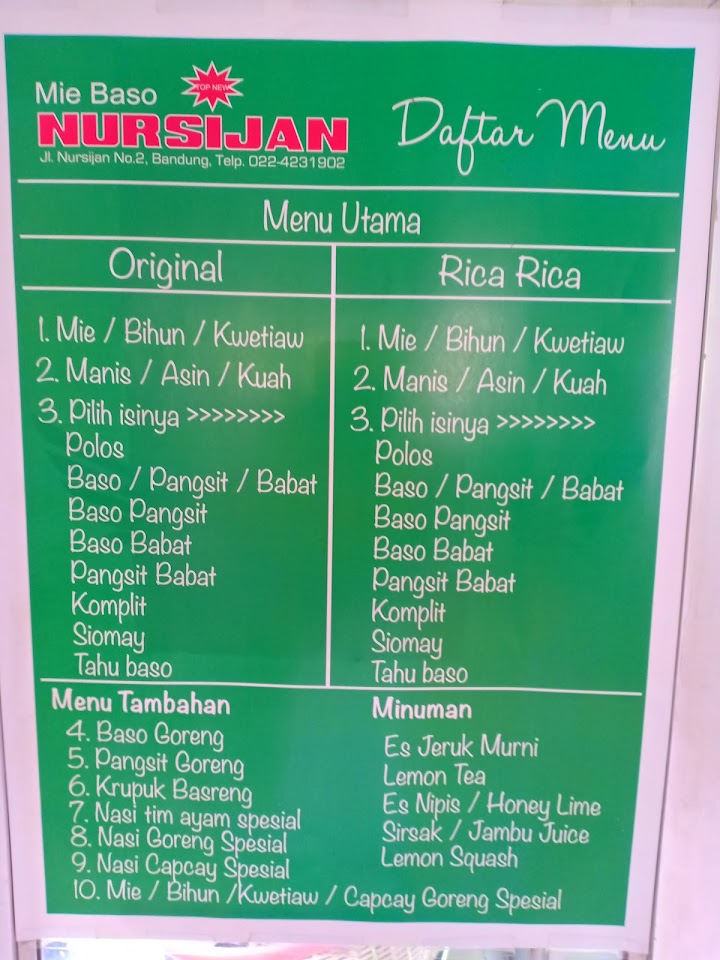 Mie Baso
TOP NEW
NURSIJAN
Jl. Nursijan No.2, Bandung, Telp. 022-4231902
Daftar Menu
Menu Utama
Original
1. Mie / Bihun / Kwetiaw
2. Manis / Asin / Kuah
3. Pilih isinya >>>>>>>>
Polos
Baso / Pangsit / Babat
Baso Pangsit
Baso Babat
Pangsit Babat
Komplit
Siomay
Tahu baso
Rica Rica
1. Mie / Bihun / Kwetiaw
2. Manis / Asin / Kuah
3. Pilih isinya >>>>>>>>
Polos
Baso / Pangsit / Babat
Baso Pangsit
Baso Babat
Pangsit Babat
Komplit
Siomay
Tahu baso
Menu Tambahan
4. Baso Goreng
5. Pangsit Goreng
6. Krupuk Basreng
7. Nasi tim ayam spesial
8. Nasi Goreng Spesial
9. Nasi Capcay Spesial
10. Mie / Bihun /Kwetiaw / Capcay Goreng Spesial
Minuman
Es Jeruk Murni
Lemon Tea
Es Nipis / Honey Lime
Sirsak / Jambu Juice
Lemon Squash